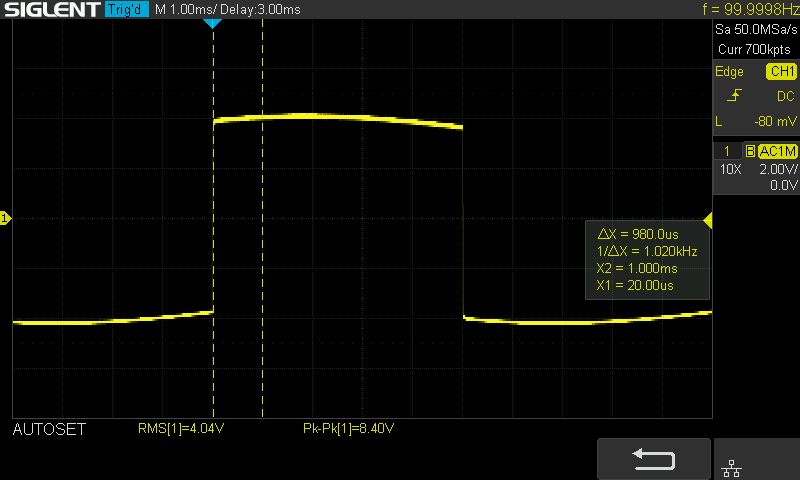 SIGLENT Trig'd M 1.00ms/ Delay:3.00ms f = 99.9998Hz
Sa 50.0MSa/s
Curr 700kpts
Edge CH1
DC
L -80 mV
1 B AC1M
10X 2.00V/
0.0V
1
ΔX = 980.0us
1/ΔX = 1.020kHz
X2 = 1.000ms
X1 = 20.00us
AUTOSET RMS[1]=4.04V Pk-Pk[1]=8.40V